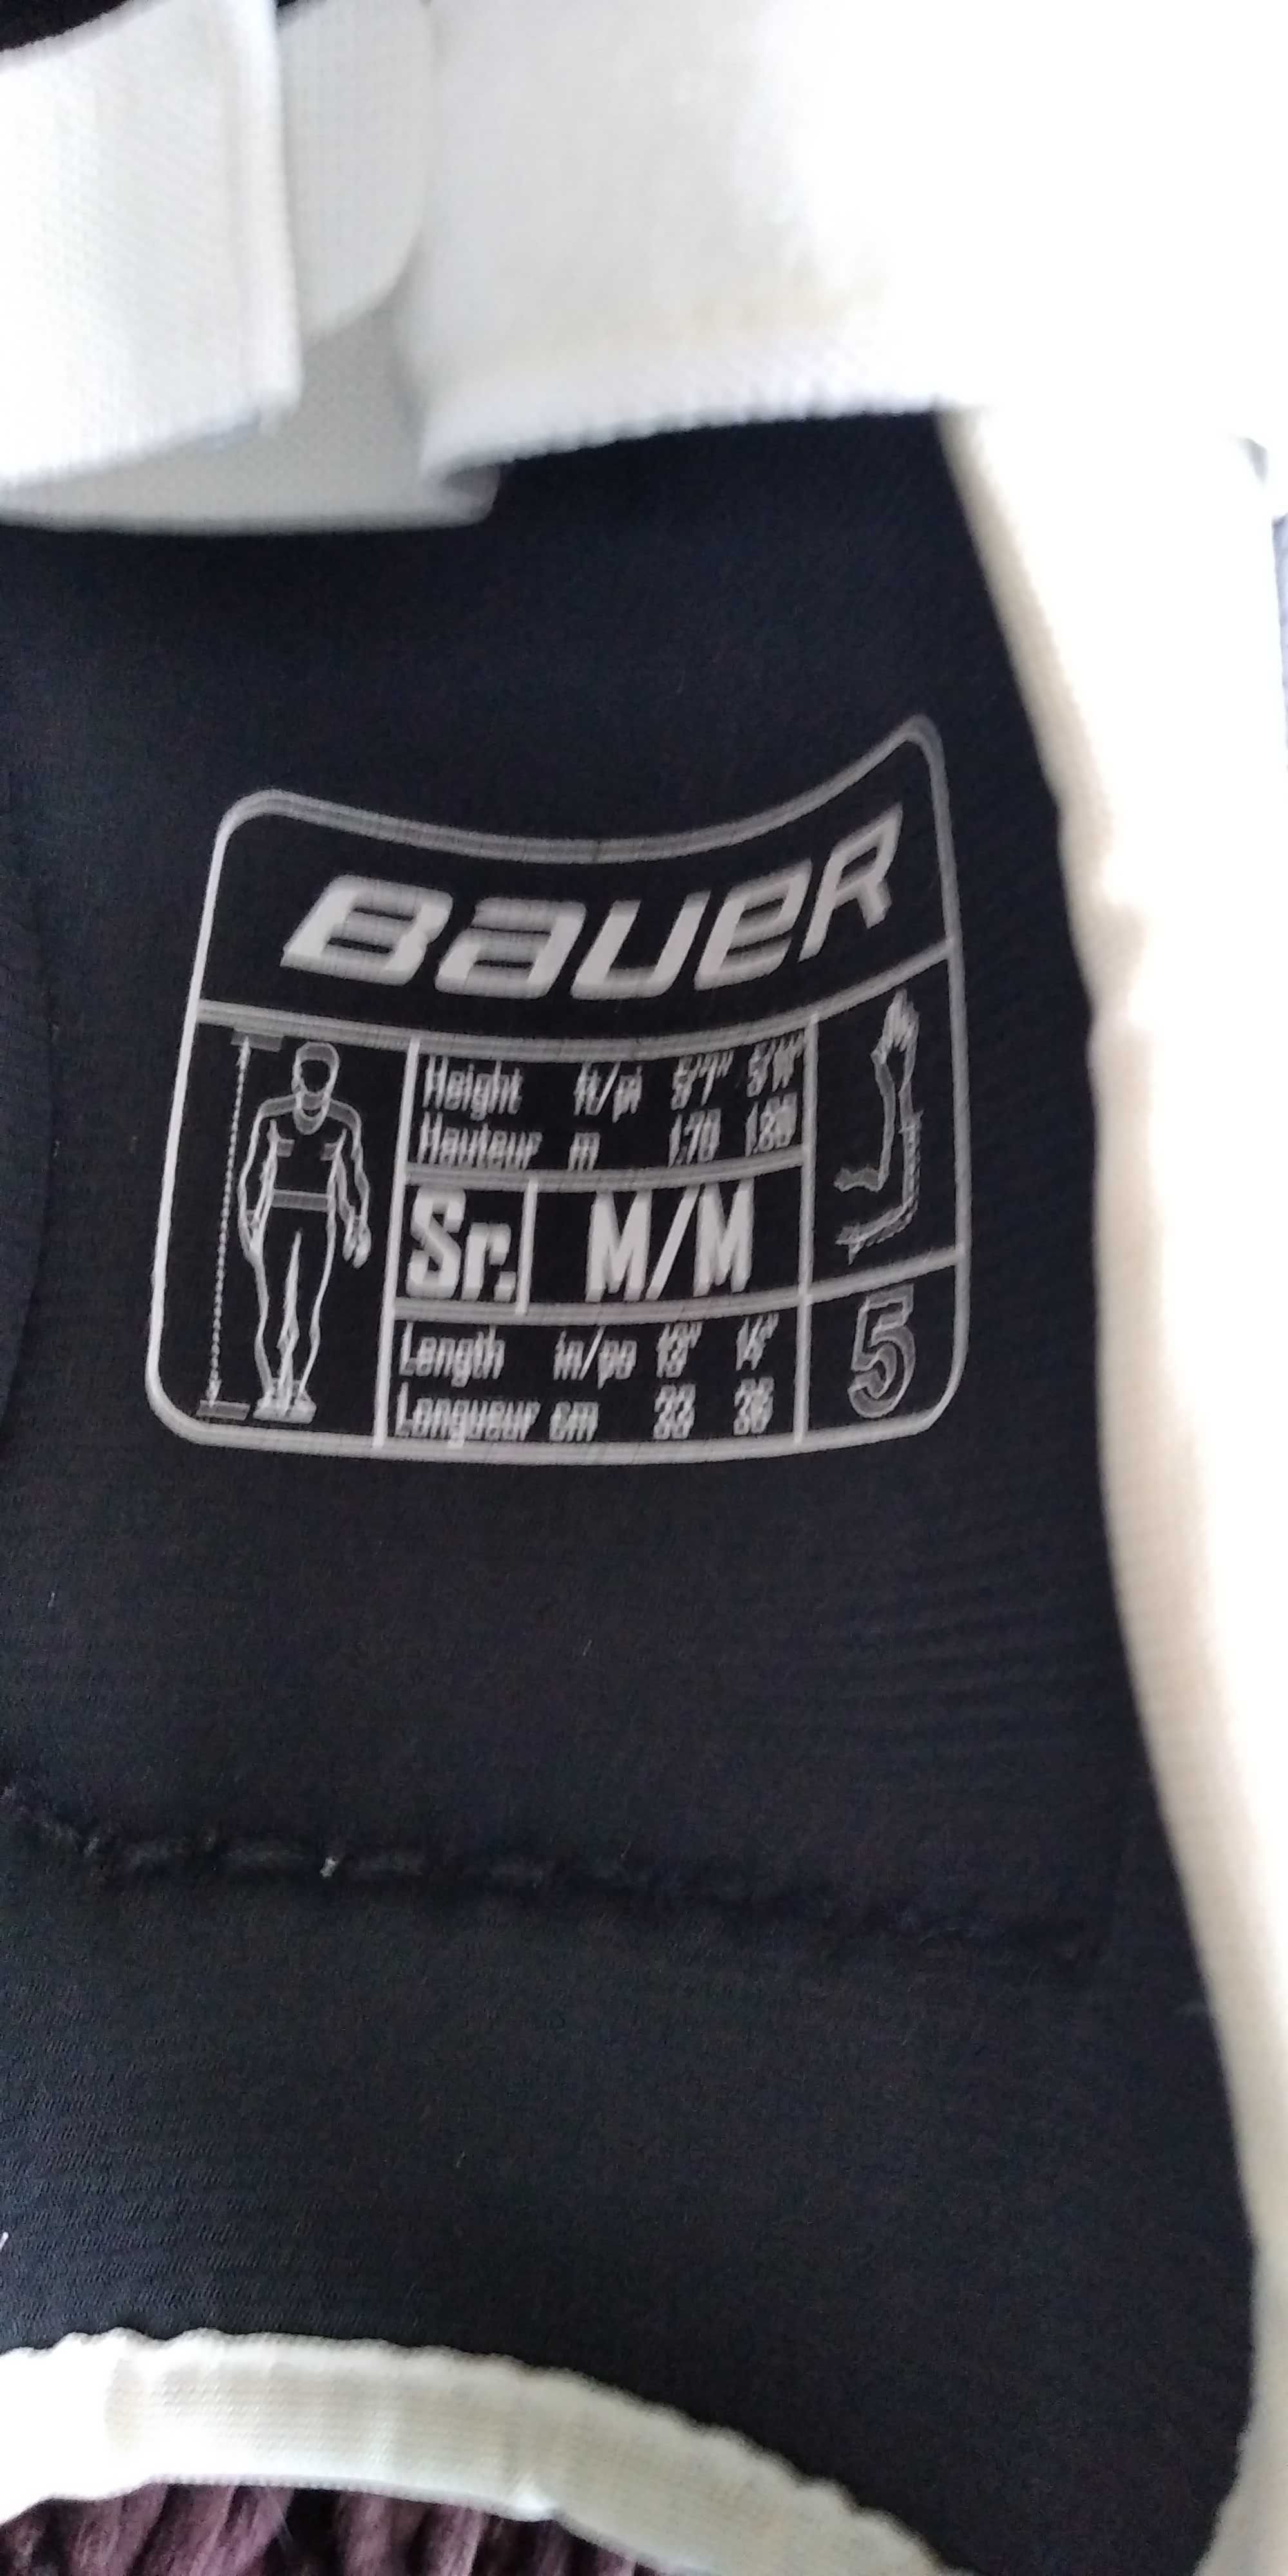 BAUER
Height ft/pi 5'7" 5'11"
Hauteur m 1.70 1.80
Sr. M/M
Length in/po 13" 14"
Longueur cm 33 36
5